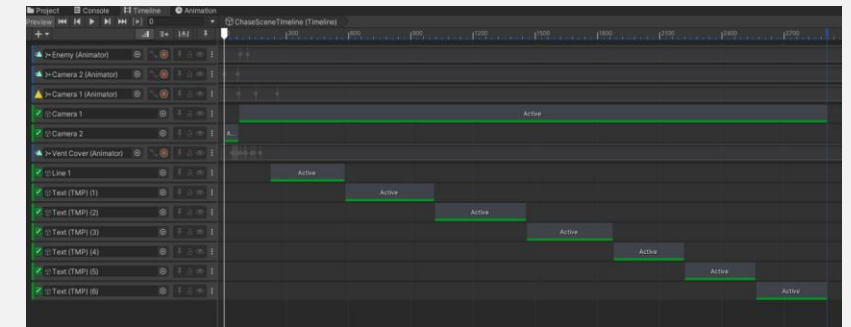 Project Console Timeline Animation
Preview 0 ChaseSceneTimeline (Timeline)
300 600 900 1200 1500 1800 2100 2400 2700
Enemy (Animator)
Camera 2 (Animator)
Camera 1 (Animator)
Camera 1 Active
Camera 2 A...
Vent Cover (Animator)
Line 1 Active
Text (TMP) (1) Active
Text (TMP) (2) Active
Text (TMP) (3) Active
Text (TMP) (4) Active
Text (TMP) (5) Active
Text (TMP) (6) Active